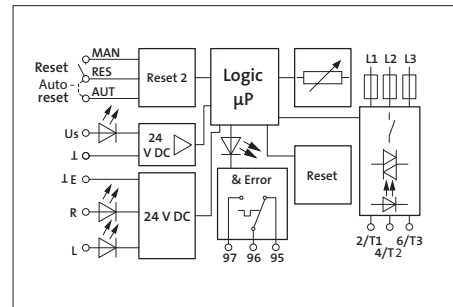 MAN
Reset
RES
Auto
reset
AUT
Reset 2
Logic
µP
L1 L2 L3
Us
⊥
24
V DC
⊥E
R
L
24 V DC
& Error
97 96 95
Reset
2/T1 6/T3
4/T2